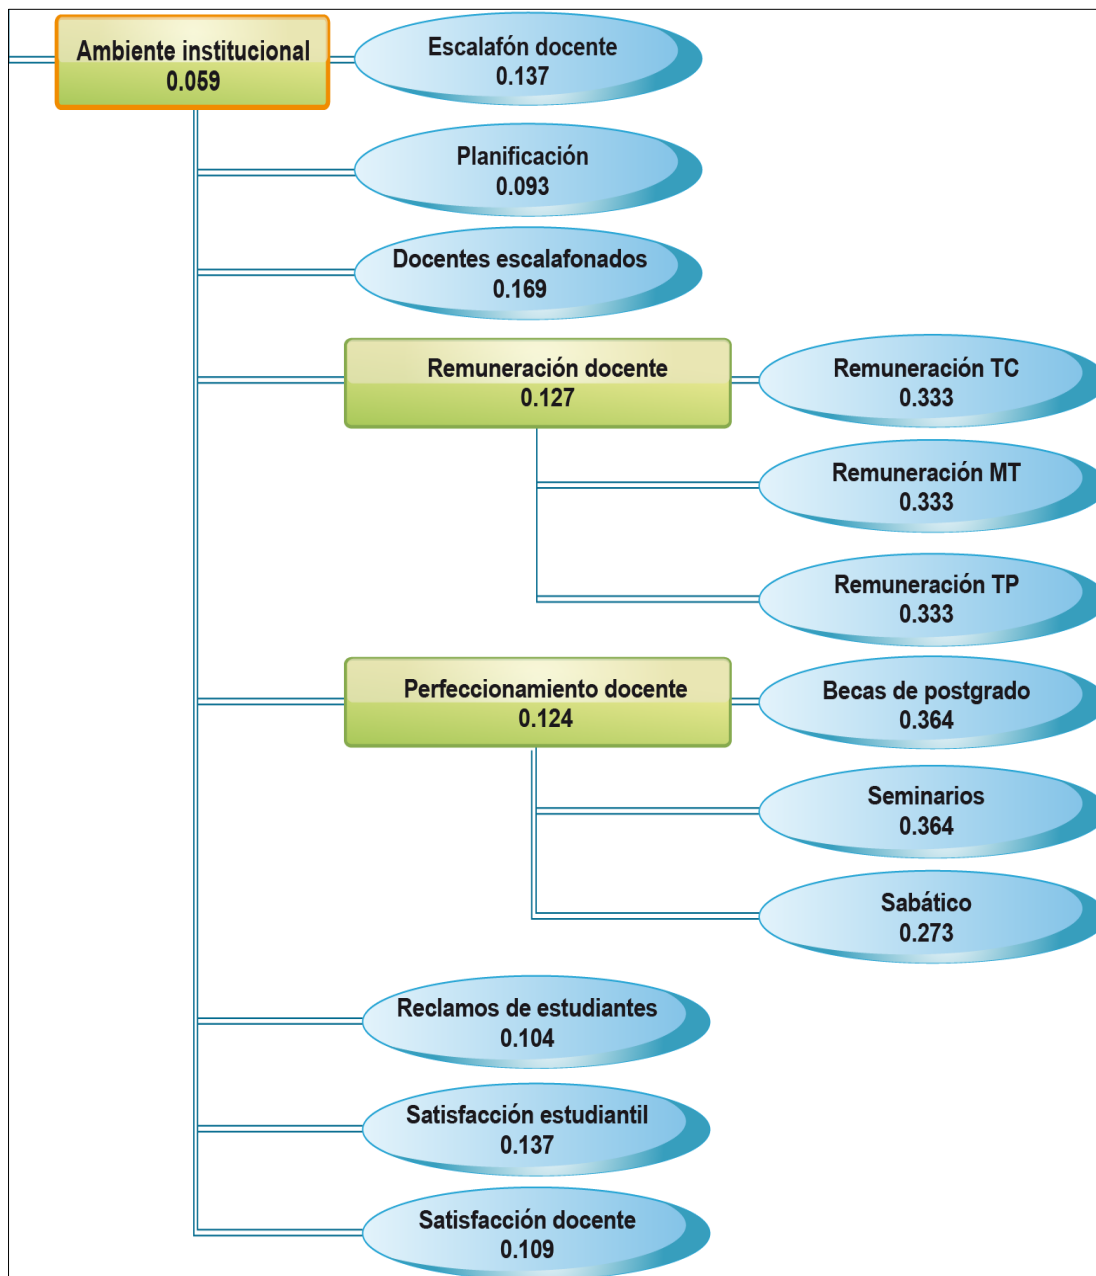 Ambiente institucional
0.059
Escalafón docente
0.137
Planificación
0.093
Docentes escalafonados
0.169
Remuneración docente
0.127
Remuneración TC
0.333
Remuneración MT
0.333
Remuneración TP
0.333
Perfeccionamiento docente
0.124
Becas de postgrado
0.364
Seminarios
0.364
Sabático
0.273
Reclamos de estudiantes
0.104
Satisfacción estudiantil
0.137
Satisfacción docente
0.109